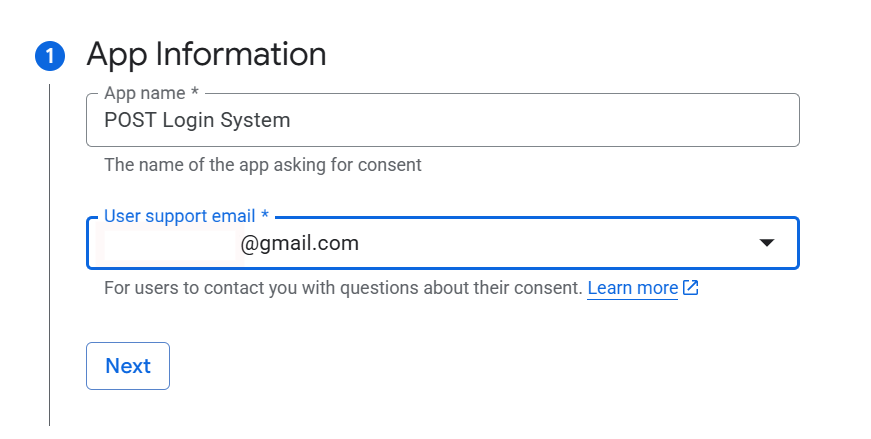 1 App Information
App name *
POST Login System
The name of the app asking for consent
User support email *
@gmail.com
For users to contact you with questions about their consent. Learn more
Next